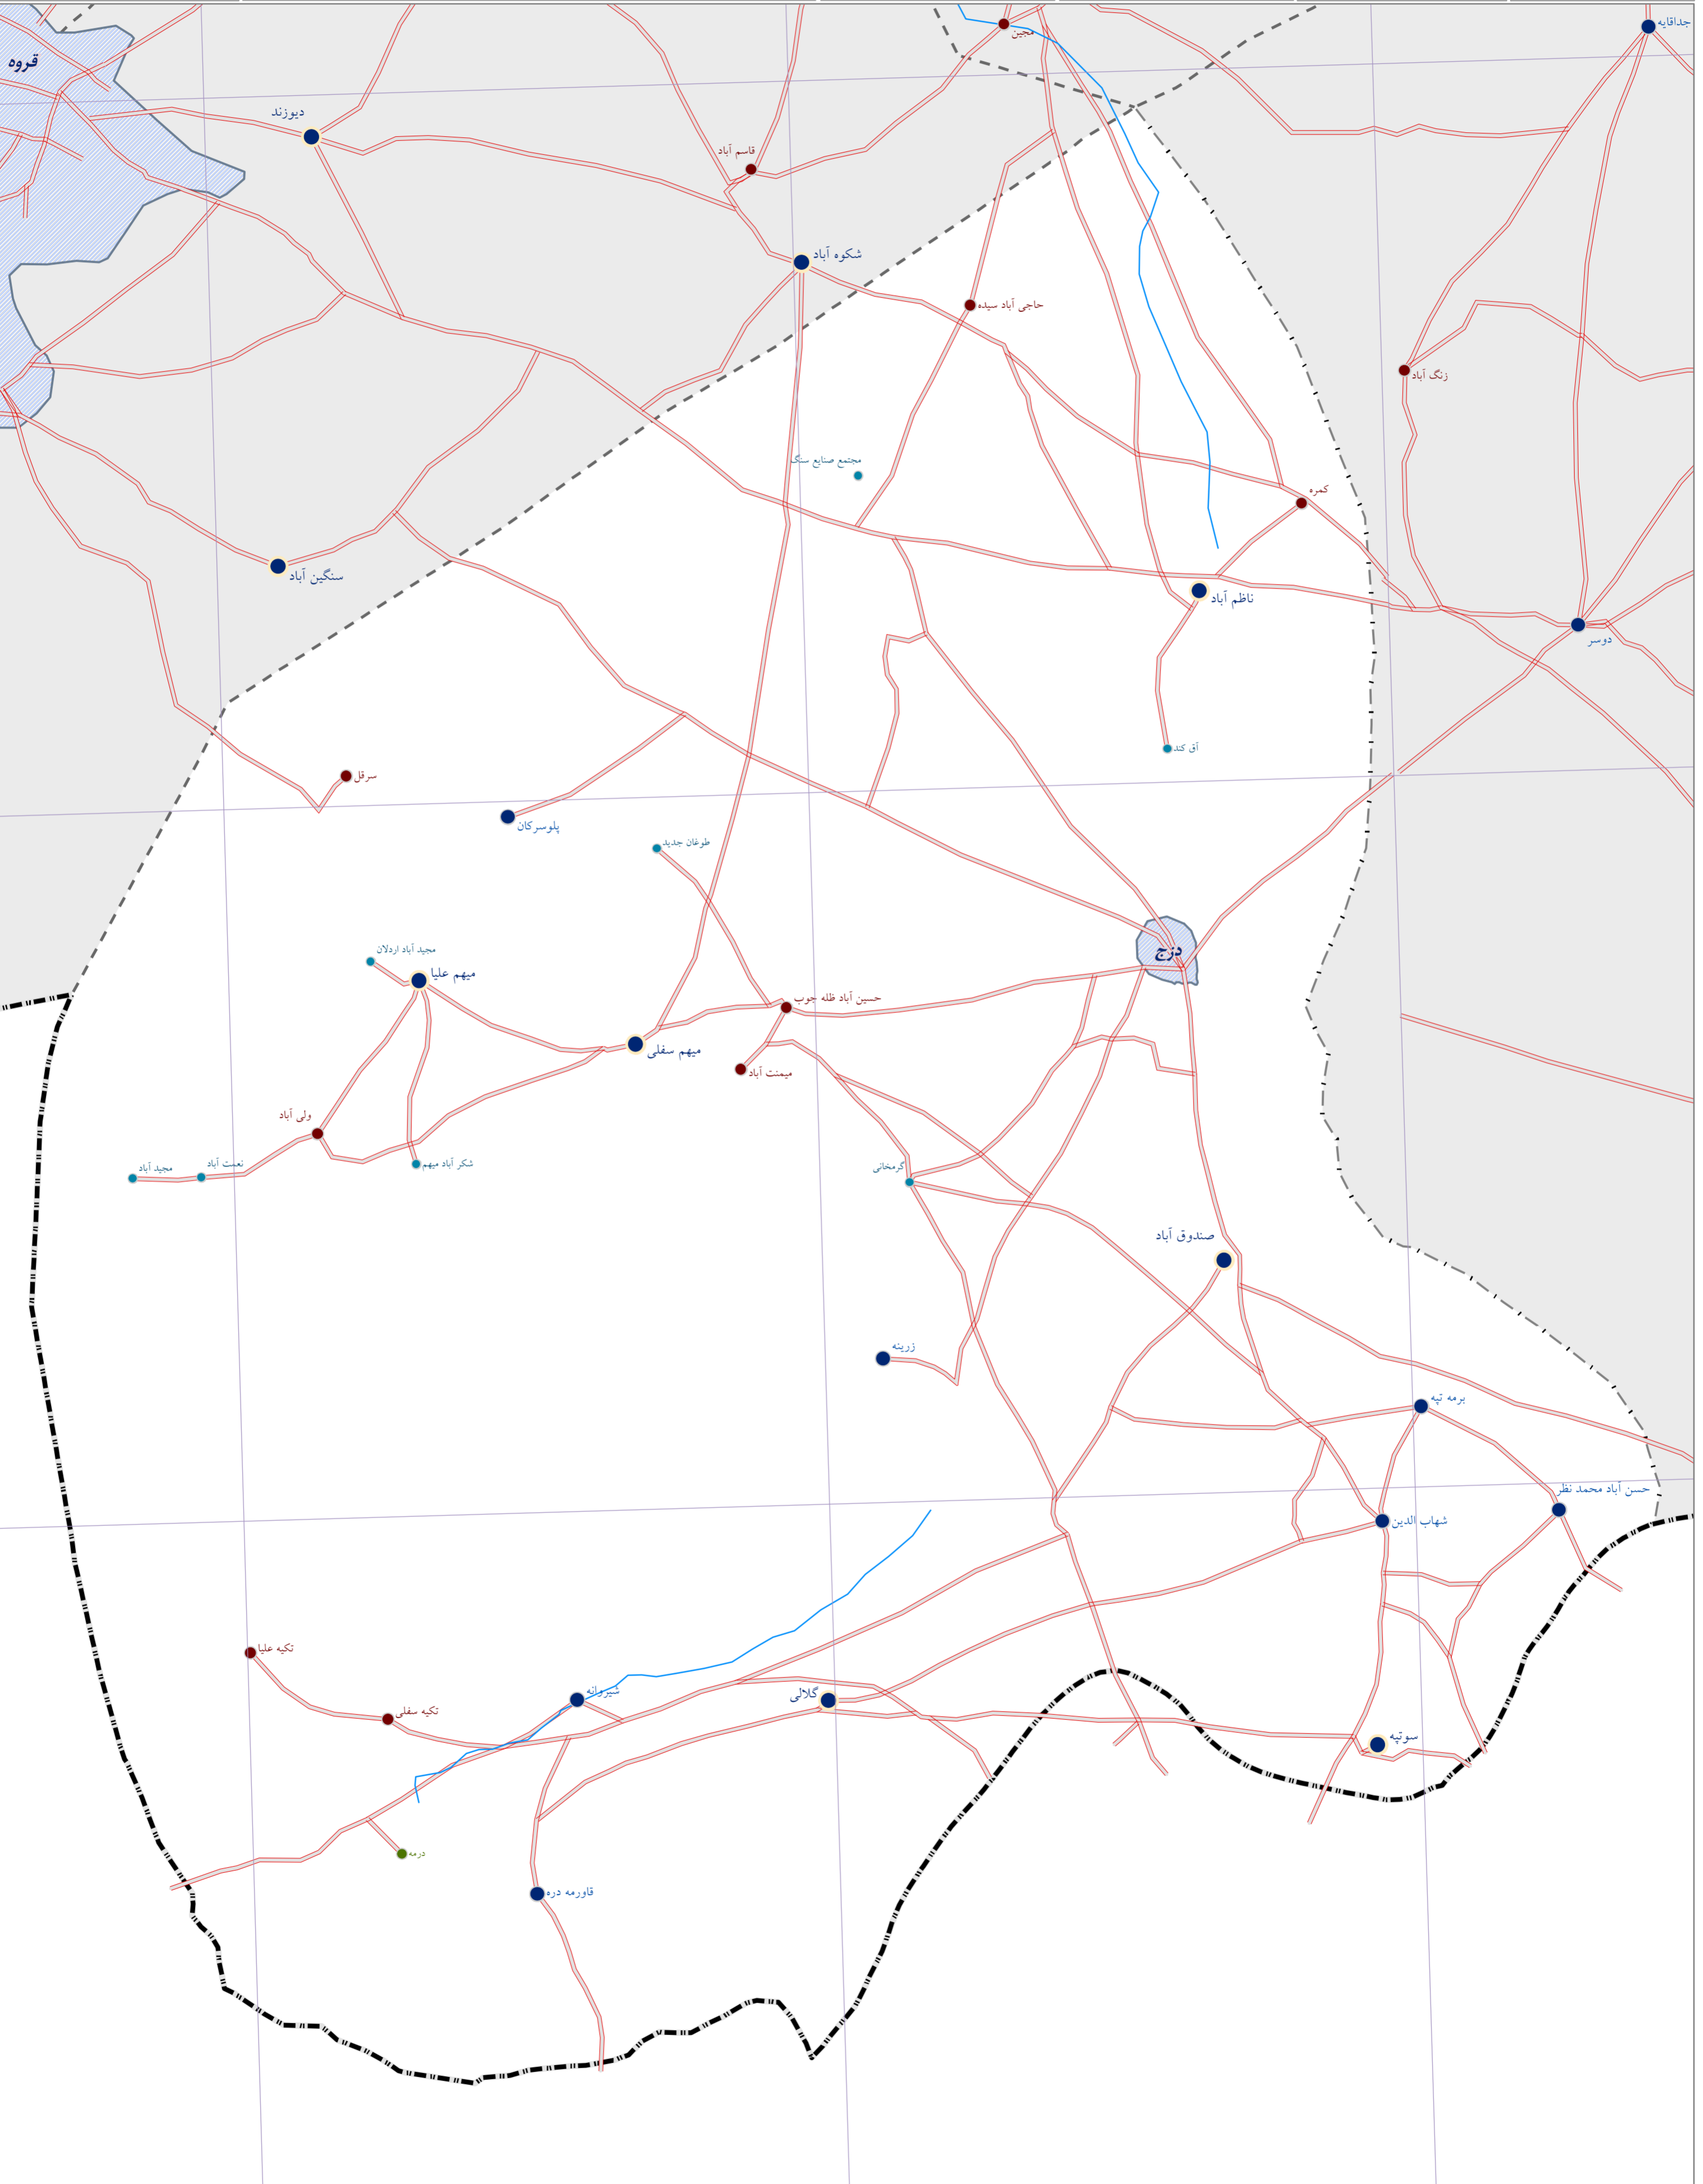 جداقایه
مجین
قروه
دیوزند
قاسم آباد
شکوه آباد
حاجی آباد سیده
زنگ آباد
مجتمع صنایع سنگ
کمره
سنگین آباد
ناظم آباد
دوسر
آق کند
سرقل
پلوسرکان
طوغان جدید
دزج
مجید آباد اردلان
میهم علیا
حسین آباد ظله جوب
میهم سفلی
میمنت آباد
ولی آباد
شکر آباد میهم
نعمت آباد
مجید آباد
گرمخانی
صندوق آباد
زرینه
برمه تپه
حسن آباد محمد نظر
شهاب الدین
تکیه علیا
شیروانه
گلالی
تکیه سفلی
سوتپه
درمه
قاورمه دره